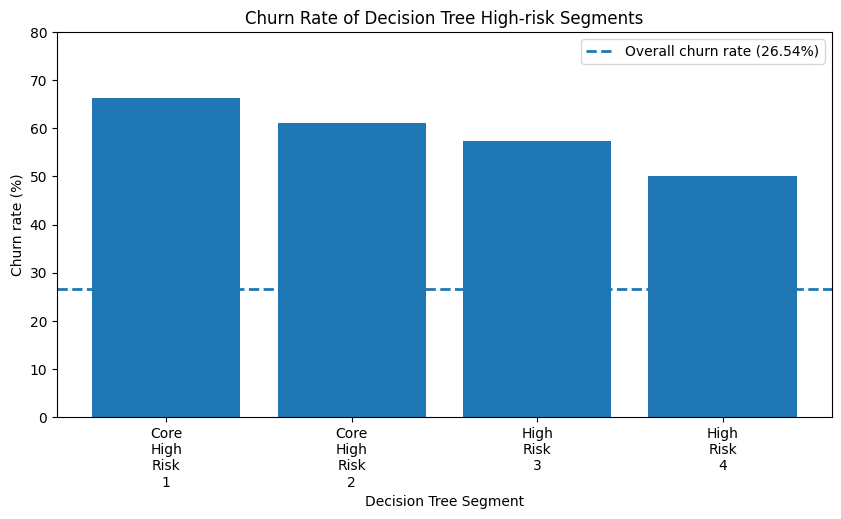 Churn Rate of Decision Tree High-risk Segments
Overall churn rate (26.54%)
Churn rate (%)
80
70
60
50
40
30
20
10
0
Core
High
Risk
1
Core
High
Risk
2
High
Risk
3
High
Risk
4
Decision Tree Segment